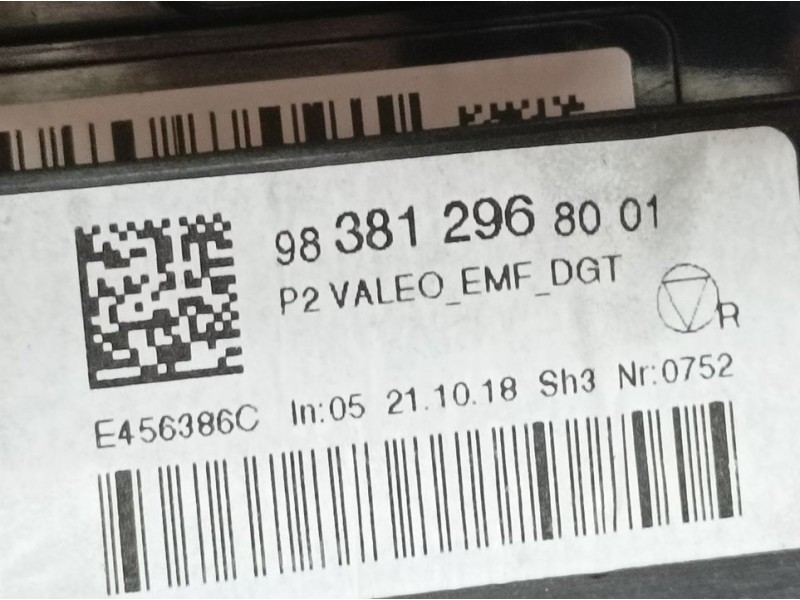 98 381 296 80 01
P2 VALEO_EMF_DGT
R
E456386C In:05 21.10.18 Sh3 Nr:0752